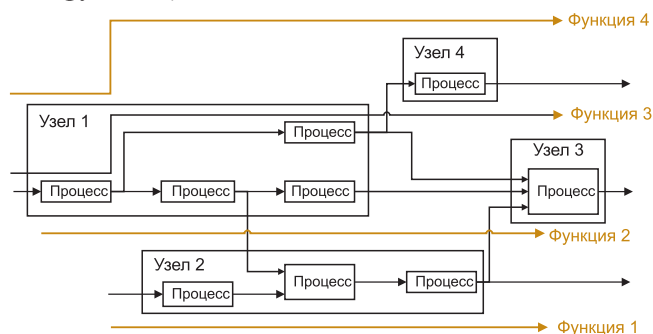 Функция 4
Узел 4
Процесс
Функция 3
Узел 1
Процесс
Узел 3
Процесс
Процесс
Процесс
Процесс
Функция 2
Узел 2
Процесс
Процесс
Процесс
Функция 1